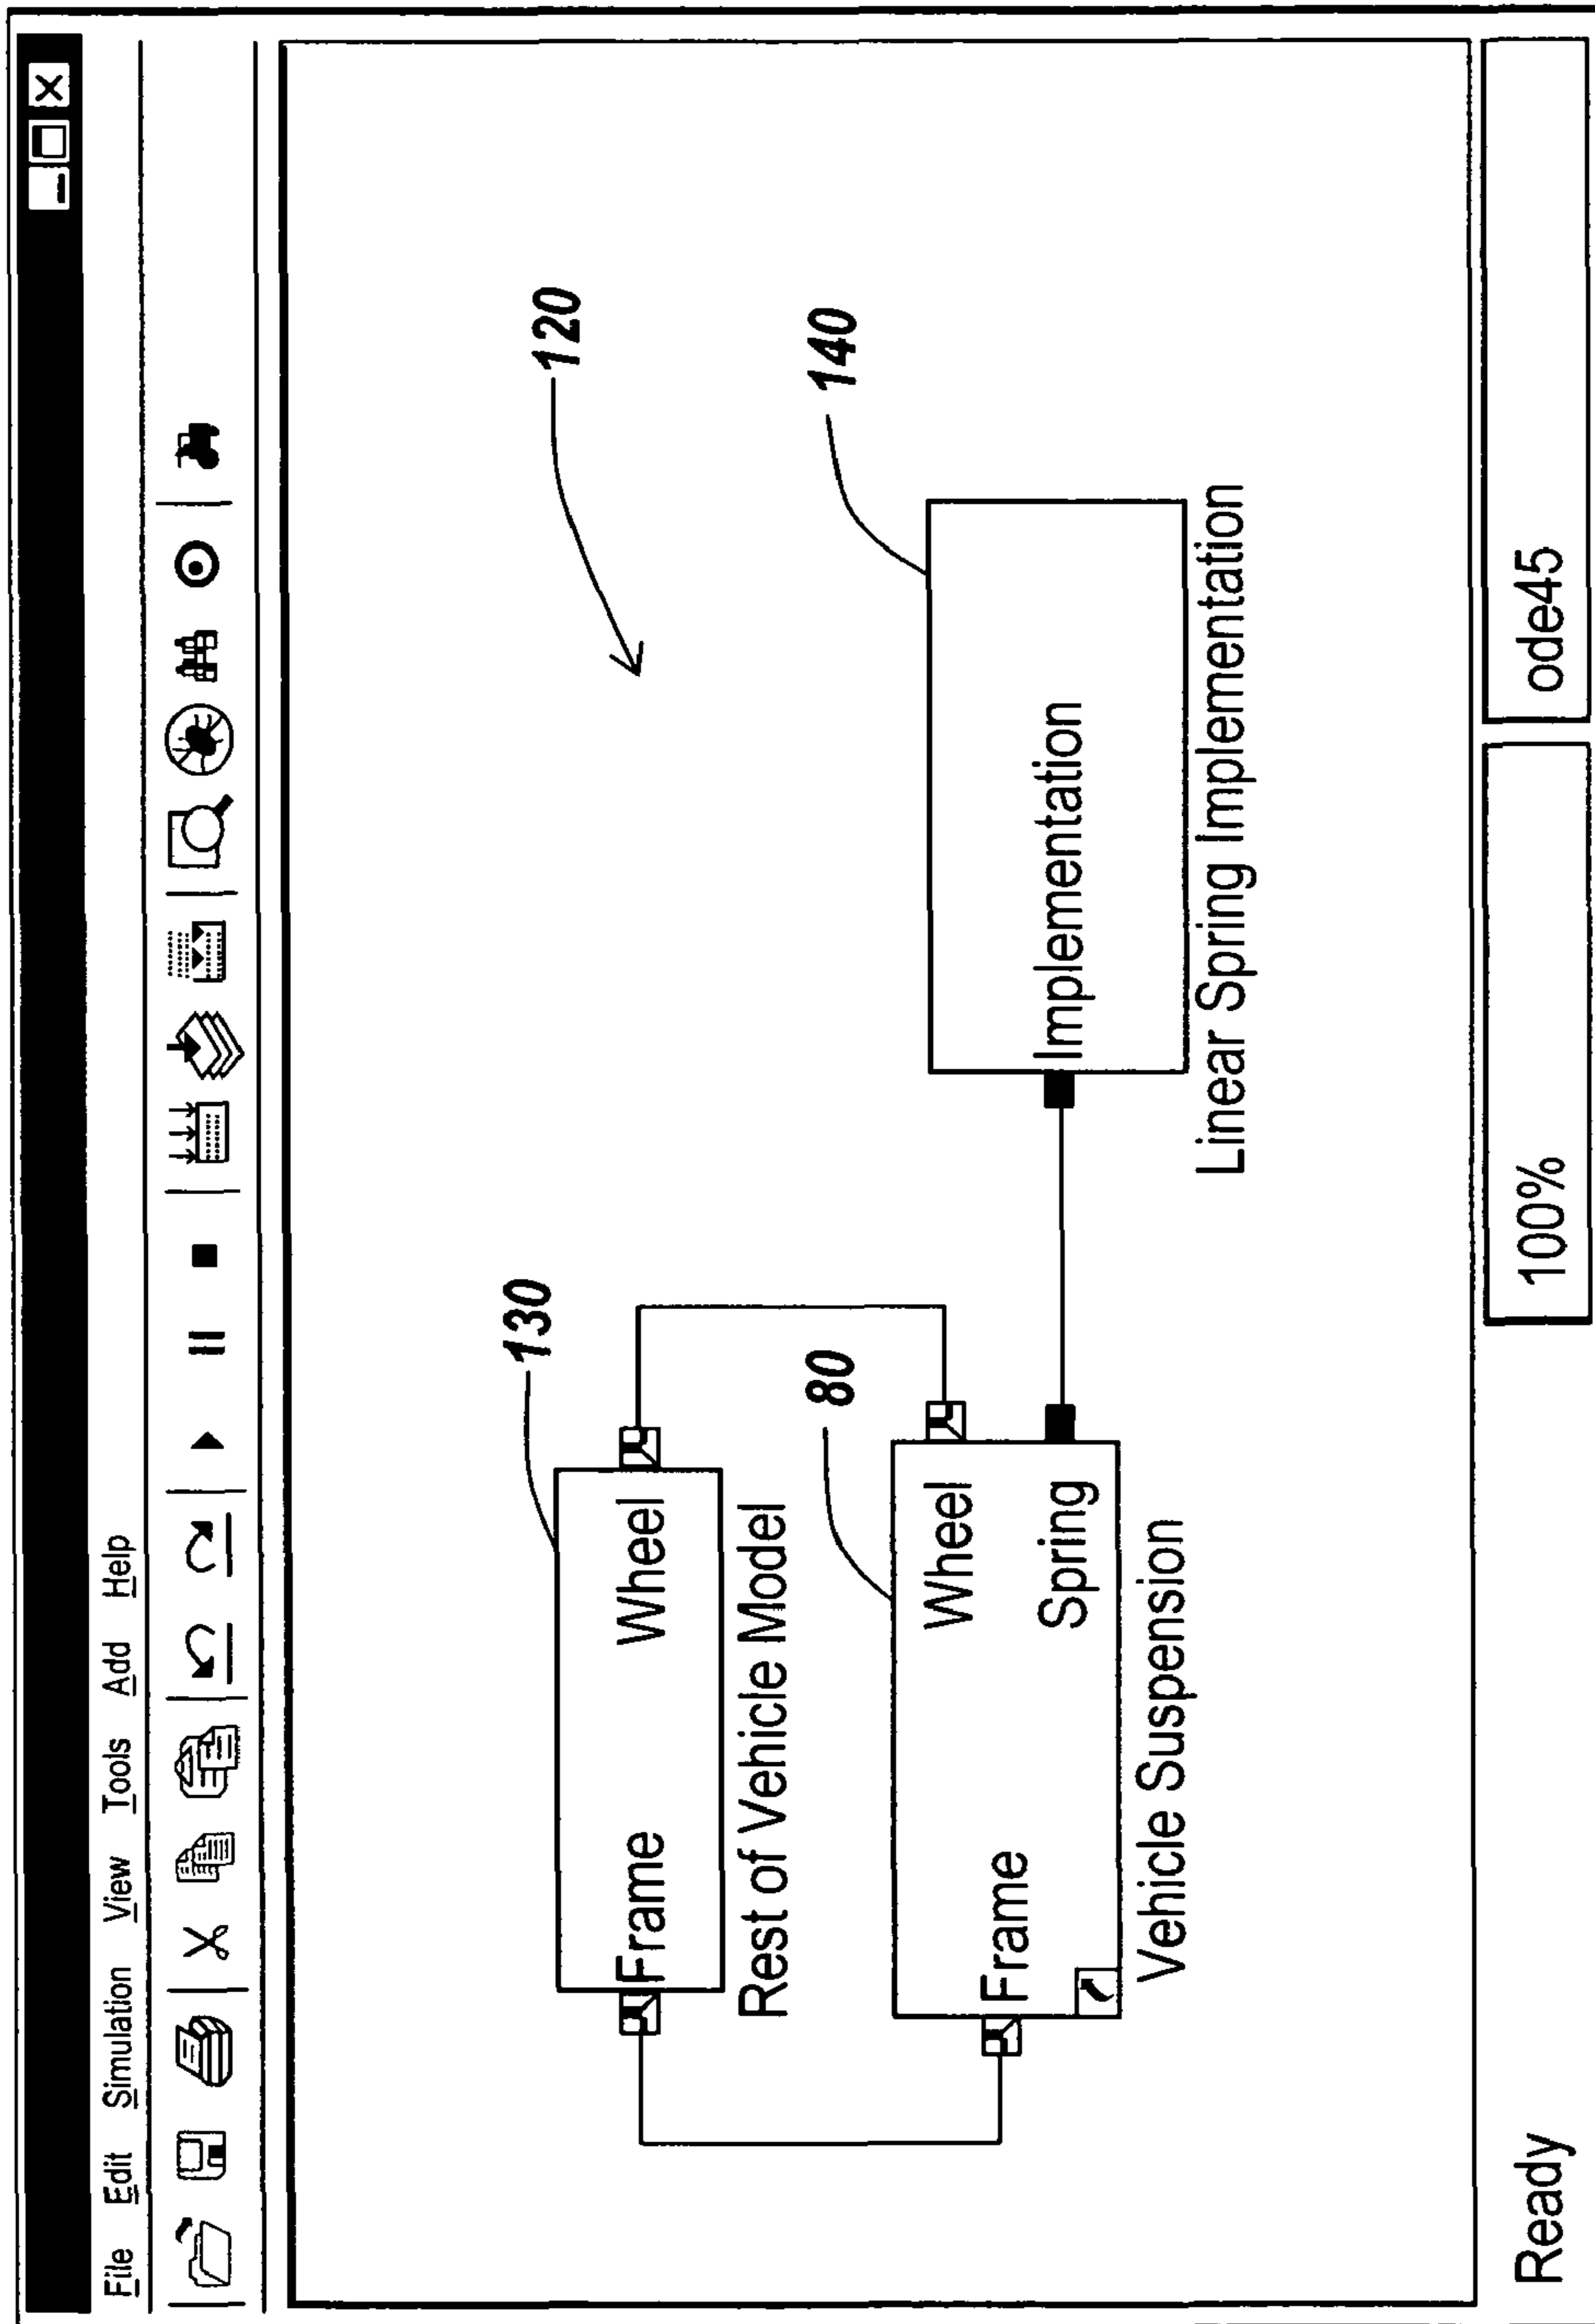 File Edit Simulation View Tools Add Help
120
130
Frame Wheel
Rest of Vehicle Model
80
140
Wheel
Frame
Spring
Implementation
Vehicle Suspension
Linear Spring Implementation
Ready 100% ode45